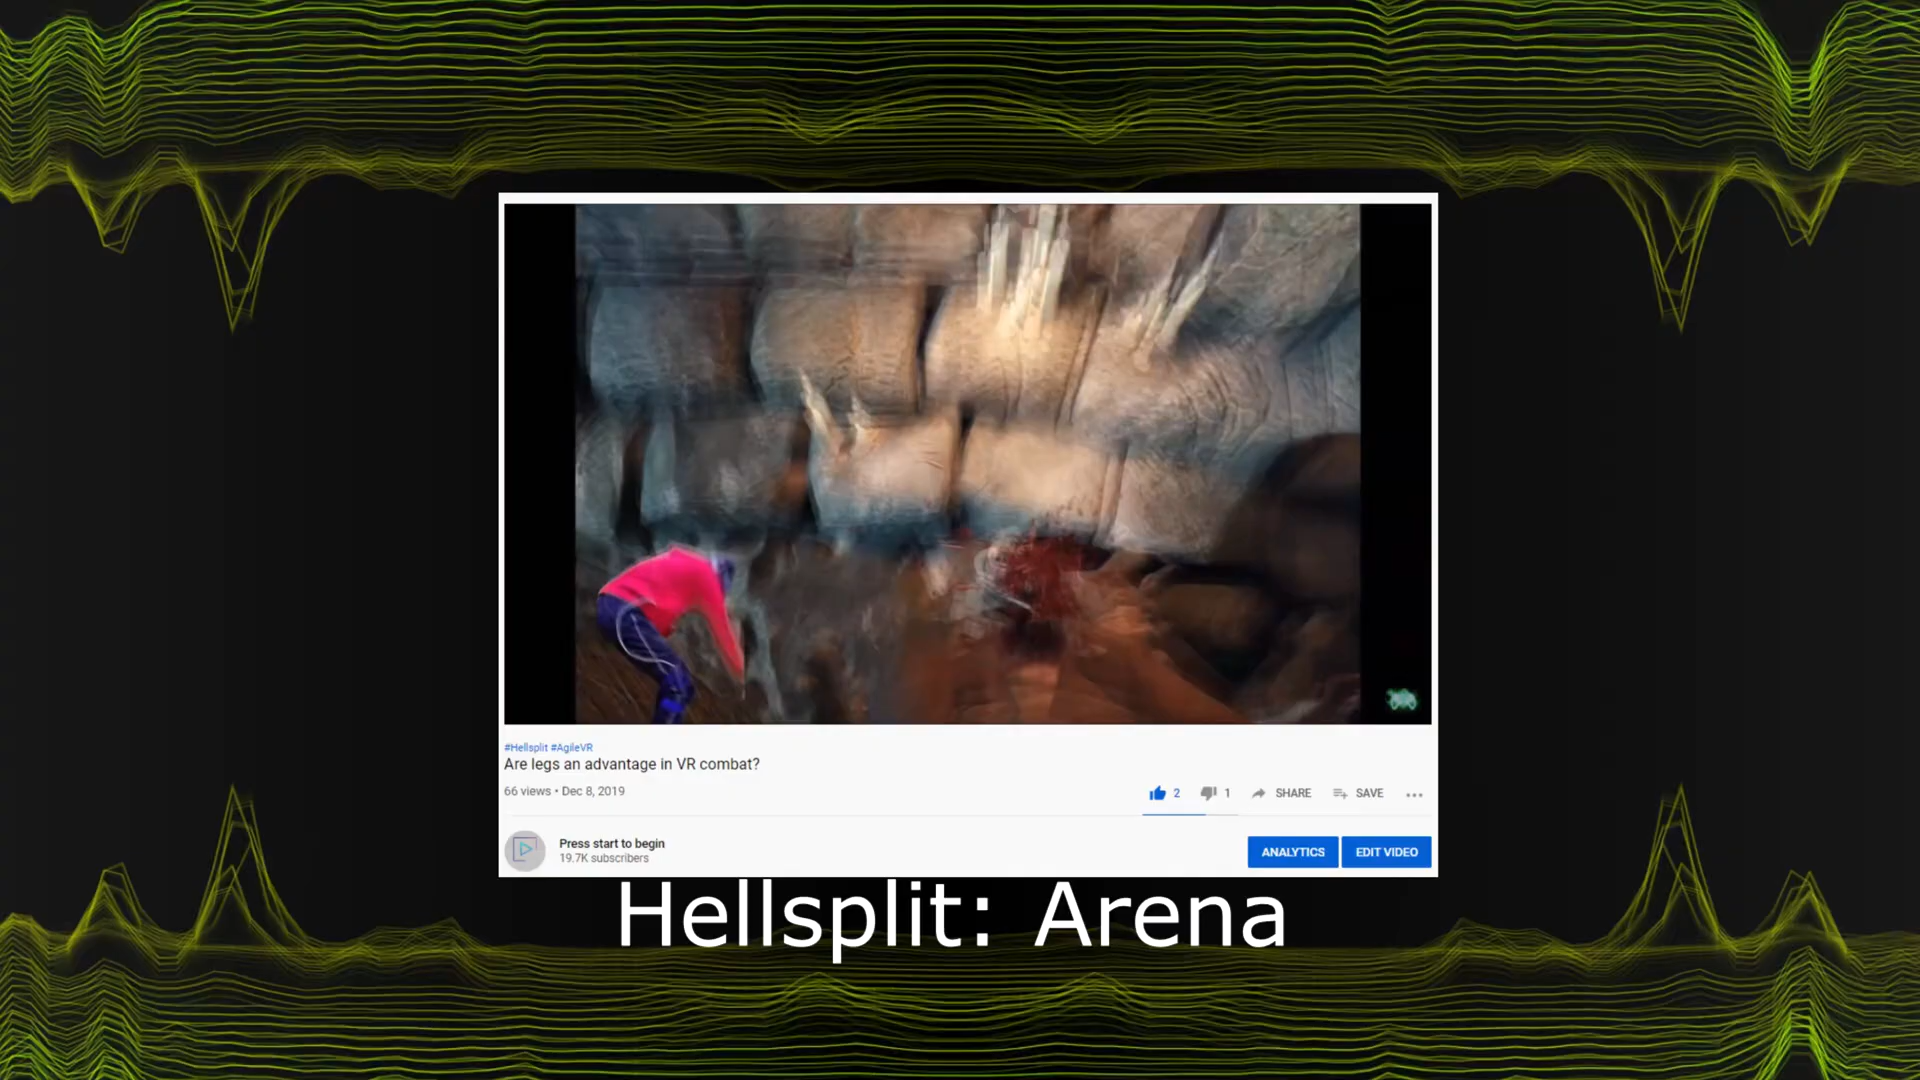 #Hellsplit #AgileVR
Are legs an advantage in VR combat?
66 views • Dec 8, 2019
2 1 SHARE SAVE
Press start to begin
19.7K subscribers
ANALYTICS EDIT VIDEO
Hellsplit: Arena